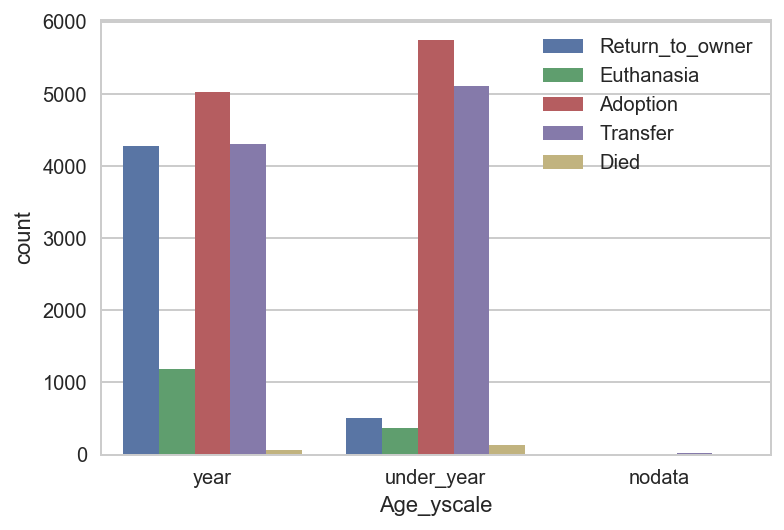 6000
5000
4000
3000
2000
1000
0
count
Return_to_owner
Euthanasia
Adoption
Transfer
Died
year under_year nodata
Age_yscale